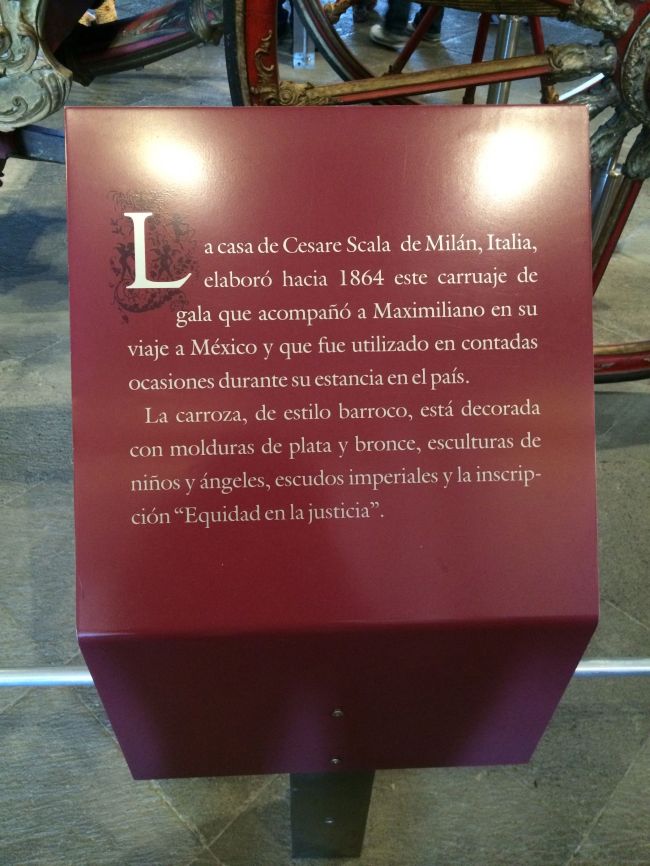 La casa de Cesare Scala de Milán, Italia,
elaboró hacia 1864 este carruaje de
gala que acompañó a Maximiliano en su
viaje a México y que fue utilizado en contadas
ocasiones durante su estancia en el país.
La carroza, de estilo barroco, está decorada
con molduras de plata y bronce, esculturas de
niños y ángeles, escudos imperiales y la inscrip-
ción “Equidad en la justicia”.